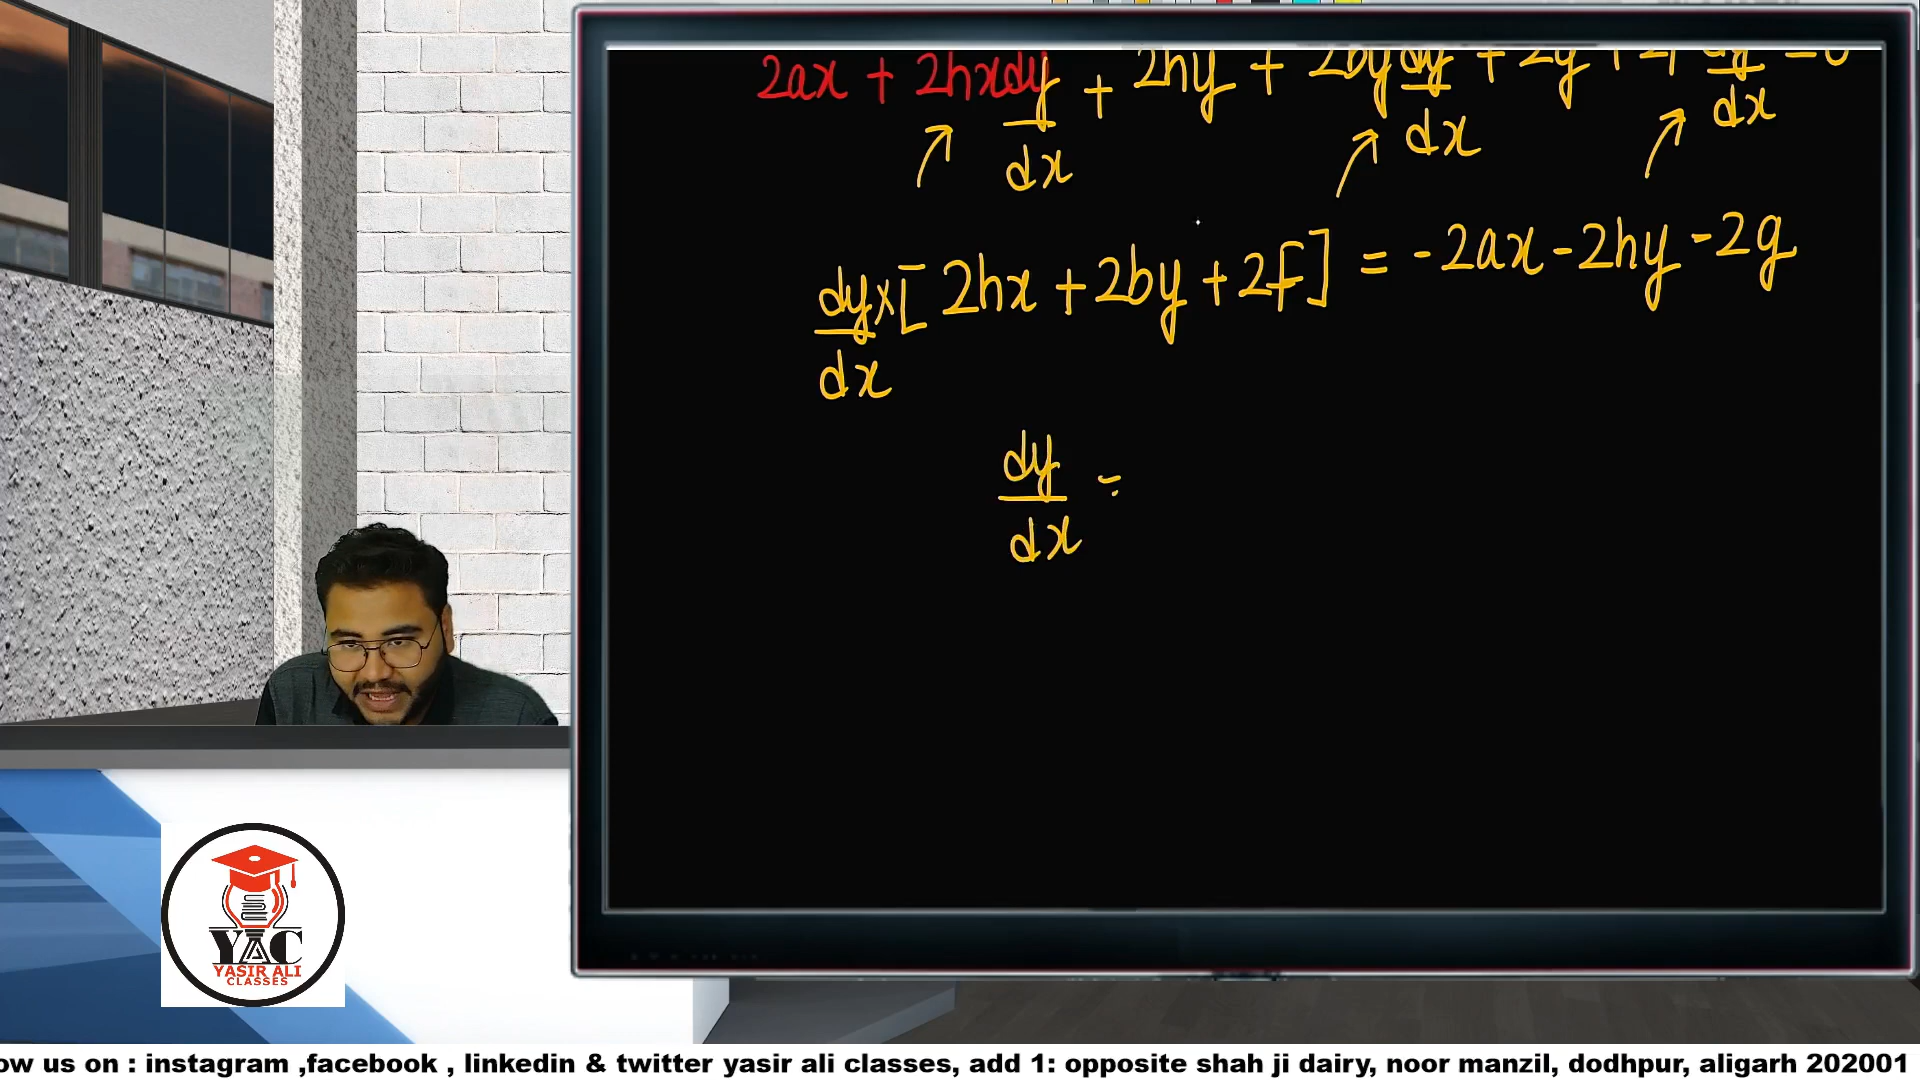 2ax + 2hx dy/dx + 2hy + 2by dy/dx + 2g + 2f dy/dx = 0
dy/dx × [2hx + 2by + 2f] = -2ax - 2hy - 2g
dy/dx =
YAC
YASIR ALI
CLASSES
ow us on : instagram ,facebook , linkedin & twitter yasir ali classes, add 1: opposite shah ji dairy, noor manzil, dodhpur, aligarh 202001